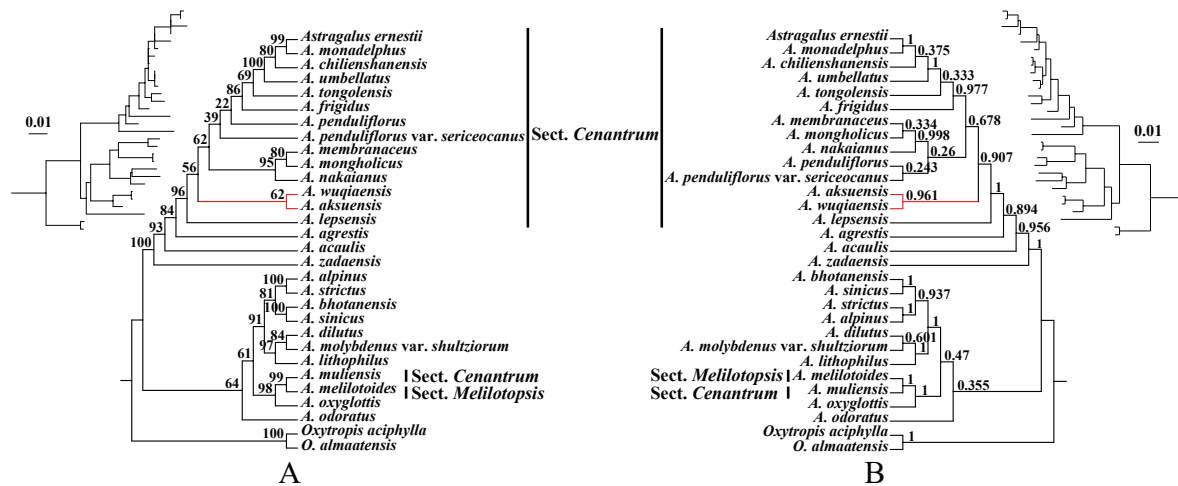 99 Astragalus ernestii
80 A. monadelphus
A. chilienshanensis
69
100 A. umbellatus
86 A. tongolensis
22 A. frigidus
39 A. penduliflorus
A. penduliflorus var. sericeocanus
62 A. membranaceus
80 A. mongholicus
95 A. nakaianus
56
62 A. wuqiaensis
A. aksuensis
96 A. lepsensis
84 A. agrestis
93 A. acaulis
100 A. zadaensis
100 A. alpinus
81 A. strictus
A. bhotanensis
100 A. sinicus
91 A. dilutus
84 A. molybdenus var. shultziorum
97 A. lithophilus
61 A. muliensis
99 A. melilotoides
98 A. oxyglottis
64 A. odoratus
Oxytropis aciphylla
100 O. almaatensis
0.01
Sect. Cenantrum
Sect. Cenantrum
Sect. Melilotopsis
A
Astragalus ernestii
1
A. monadelphus
0.375
A. chilienshanensis
1
A. umbellatus
0.333
A. tongolensis
0.977
A. frigidus
A. membranaceus
0.334
0.678
A. mongholicus
0.998
A. nakaianus
0.26
A. penduliflorus
0.907
0.243
A. penduliflorus var. sericeocanus
A. aksuensis
0.961
1
A. wuqiaensis
A. lepsensis
0.894
A. agrestis
0.956
A. acaulis
1
A. zadaensis
A. bhotanensis
1
A. sinicus
0.937
A. strictus
1
A. alpinus
1
A. dilutus
0.601
A. molybdenus var. shultziorum
1
A. lithophilus
0.47
Sect. Melilotopsis
A. melilotoides
1
0.355
Sect. Cenantrum
A. muliensis
1
A. oxyglottis
A. odoratus
Oxytropis aciphylla
1
O. almaatensis
0.01
B